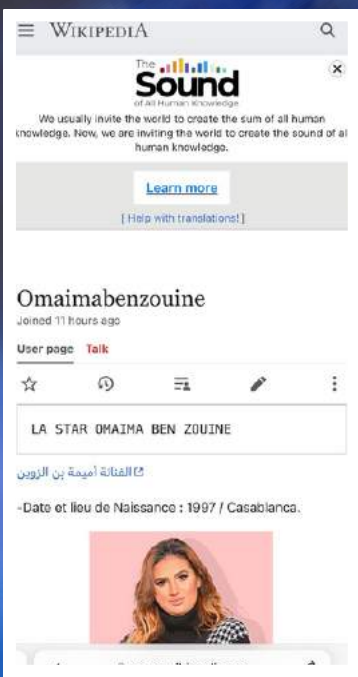 WIKIPEDIA
The
Sound
of All Human Knowledge
We usually invite the world to create the sum of all human
knowledge. Now, we are inviting the world to create the sound of al
human knowledge.
Learn more
[ Help with translations! ]
Omaimabenzouine
Joined 11 hours ago
User page Talk
LA STAR OMAIMA BEN ZOUINE
الفنانة أميمة بن الزوين
-Date et lieu de Naissance : 1997 / Casablanca.